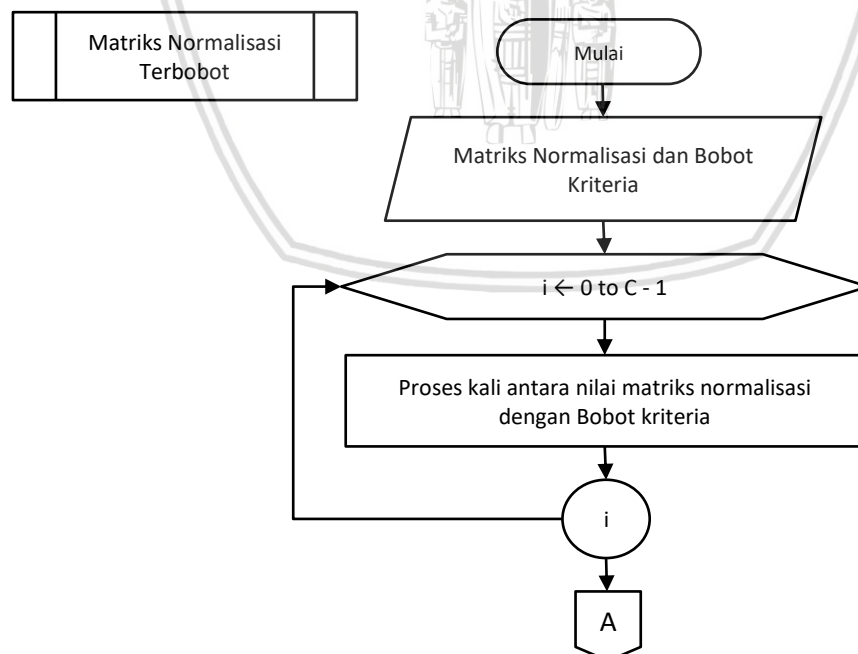 Matriks Normalisasi
Terbobot
Mulai
Matriks Normalisasi dan Bobot
Kriteria
i ← 0 to C - 1
Proses kali antara nilai matriks normalisasi
dengan Bobot kriteria
i
A